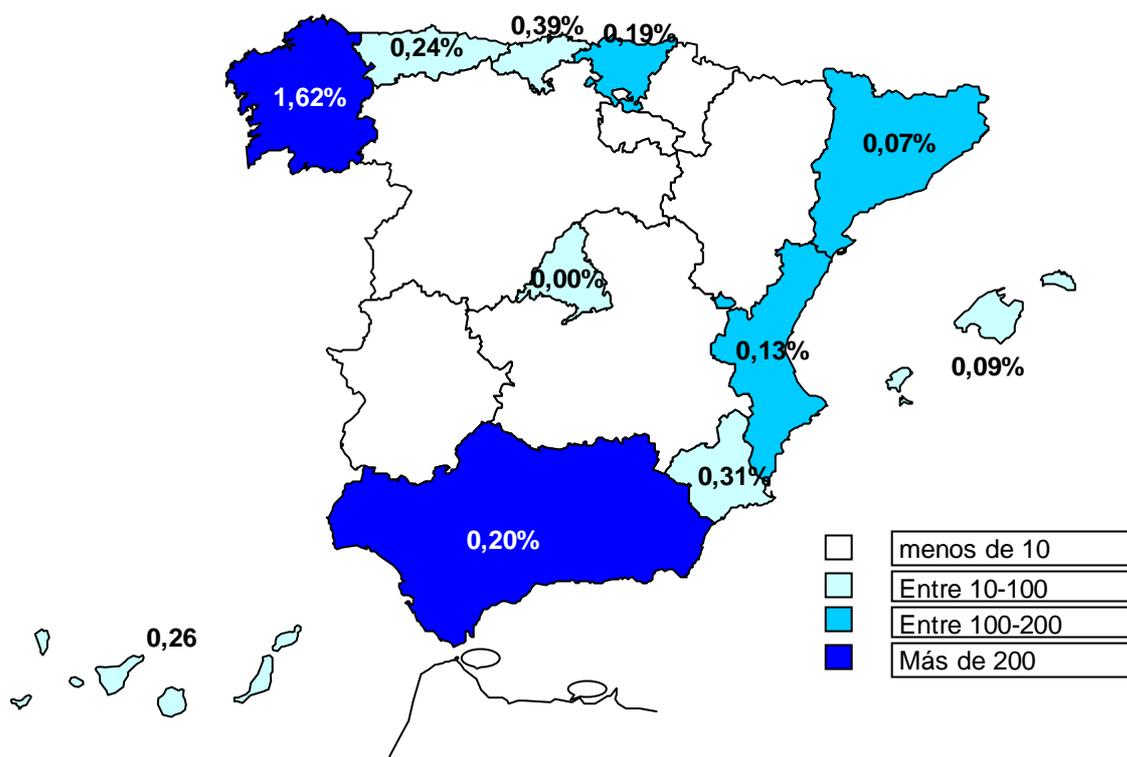 0,39%
0,19%
0,24%
1,62%
0,07%
0,00%
0,13%
0,09%
0,31%
0,20%
0,26
menos de 10
Entre 10-100
Entre 100-200
Más de 200